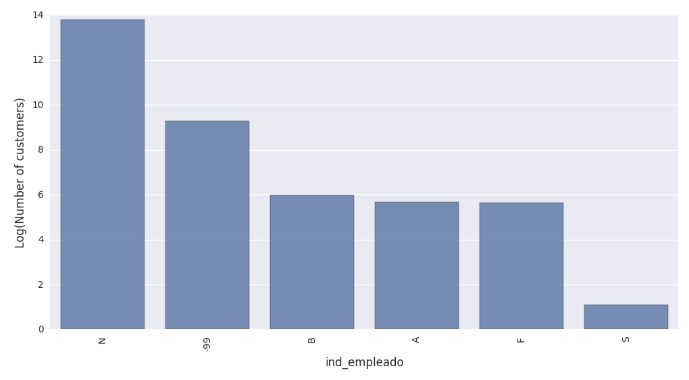 14
12
10
8
6
4
2
0
Log(Number of customers)
N
-99
B
A
F
S
ind_empleado